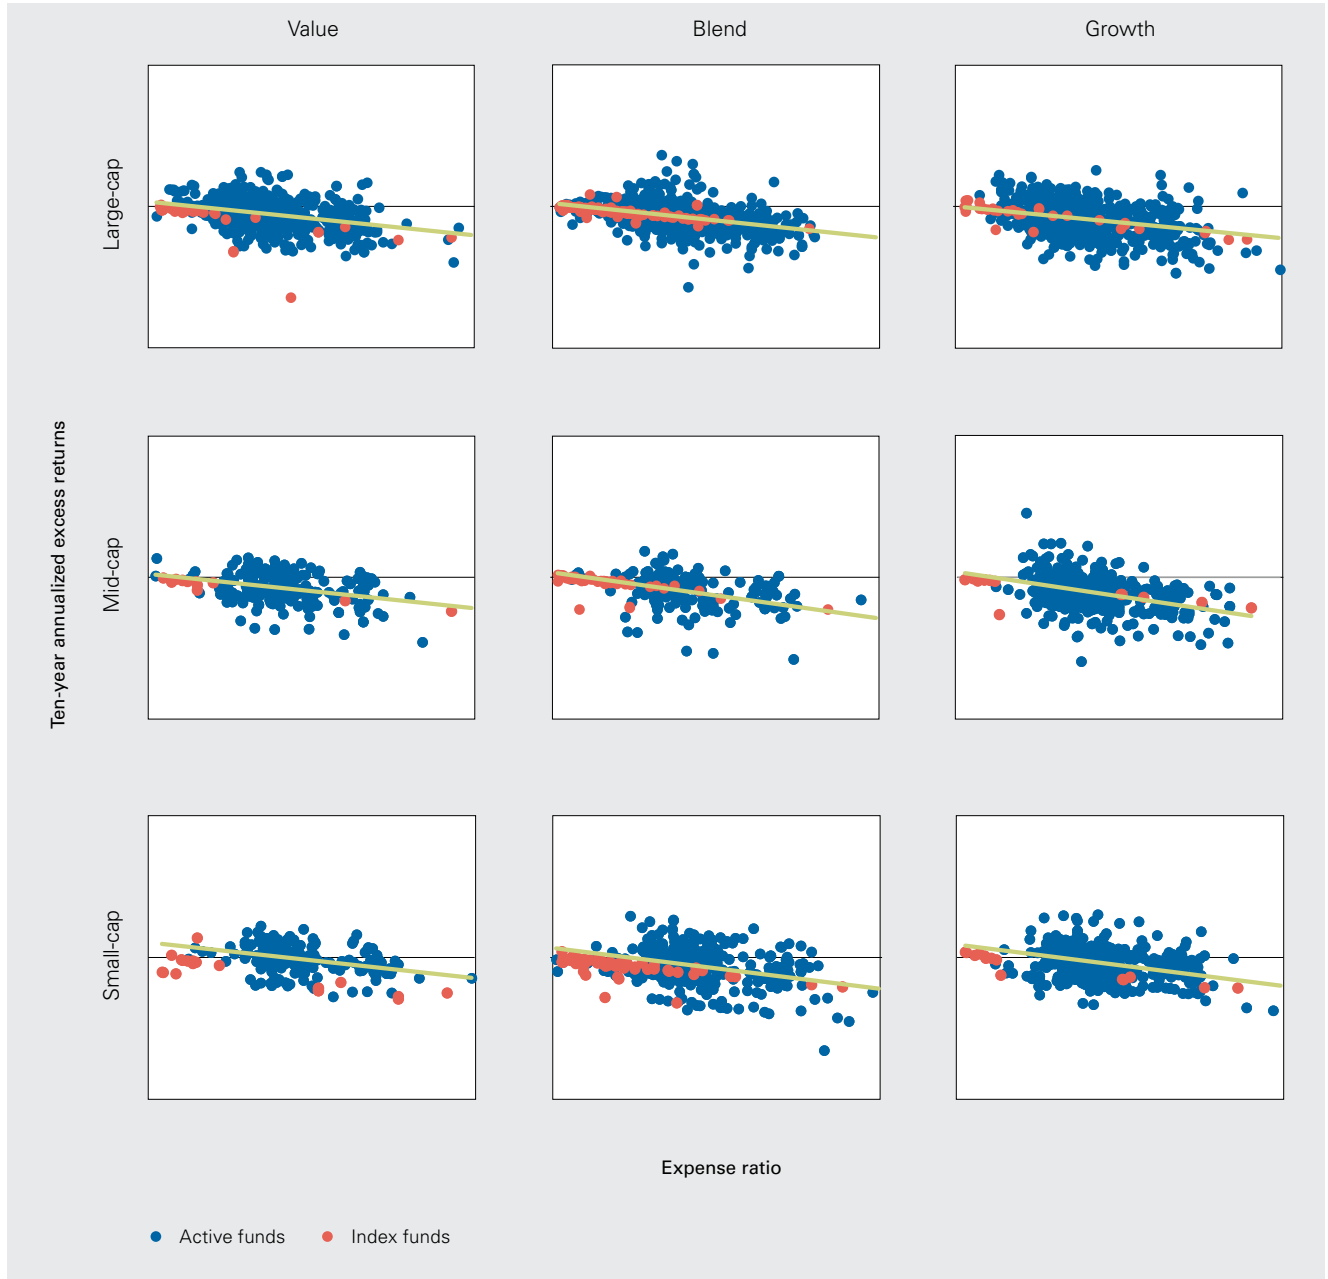 Value
Blend
Growth
Large-cap
Mid-cap
Small-cap
Ten-year annualized excess returns
Expense ratio
Active funds
Index funds